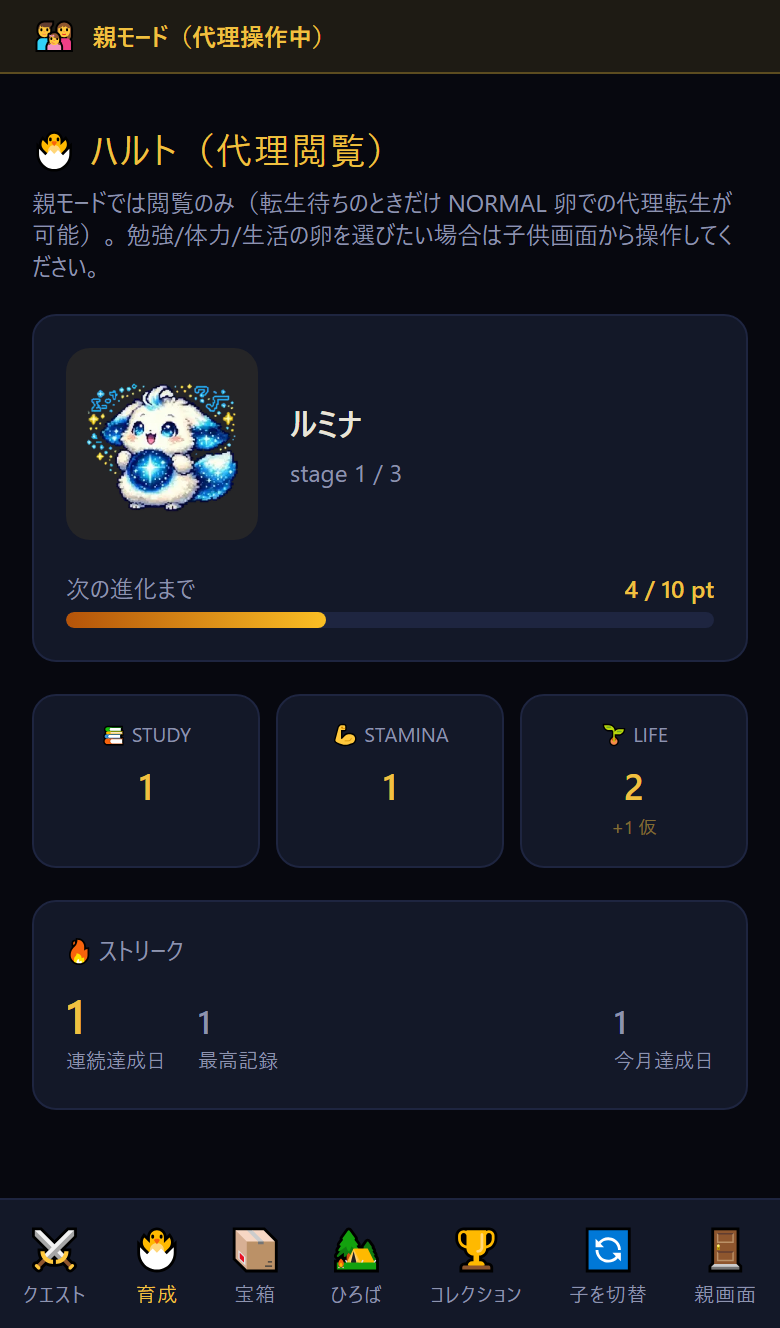 親モード（代理操作中）
ハルト（代理閲覧）
親モードでは閲覧のみ（転生待ちのときだけ NORMAL 卵での代理転生が
可能）。勉強/体力/生活の卵を選びたい場合は子供画面から操作してく
ださい。
ルミナ
stage 1 / 3
次の進化まで 4 / 10 pt
STUDY STAMINA LIFE
1 1 2
+1 仮
ストリーク
1 1 1
連続達成日 最高記録 今月達成日
クエスト 育成 宝箱 ひろば コレクション 子を切替 親画面